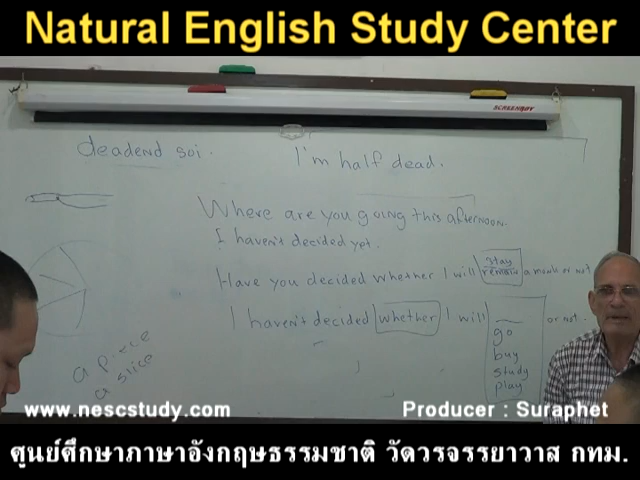 Natural English Study Center
SCREENBOY
deadEND soi.
I'm half dead.
Where are you going this afternoon.
I haven't decided yet.
Have you decided whether I will stay remain a monk or not
I haven't decided whether I will ___ or not.
go
buy
study
play
a piece
a slice
www.nescstudy.com
Producer : Suraphet
ศูนย์ศึกษาภาษาอังกฤษธรรมชาติ วัดวรจรรยาวาส กทม.